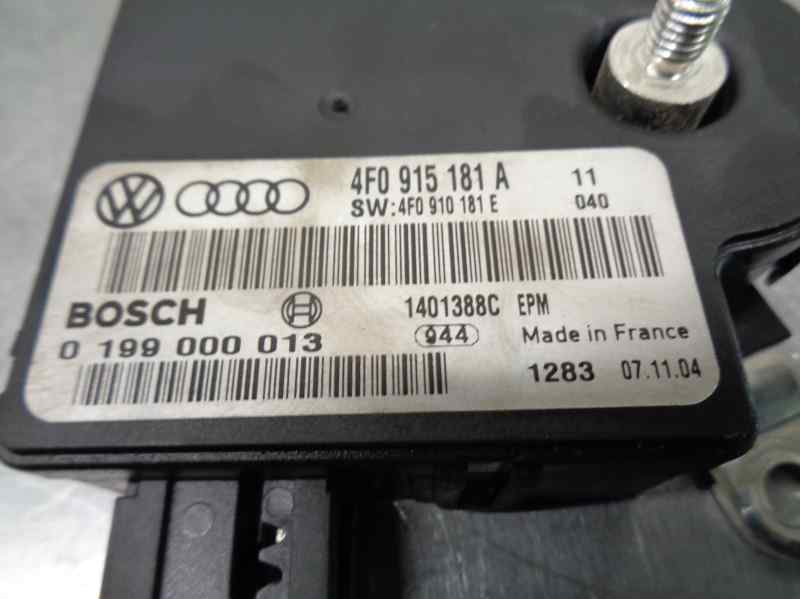 4F0 915 181 A 11
SW:4F0 910 181 E 040
BOSCH 1401388C EPM
0 199 000 013 944 Made in France
1283 07.11.04